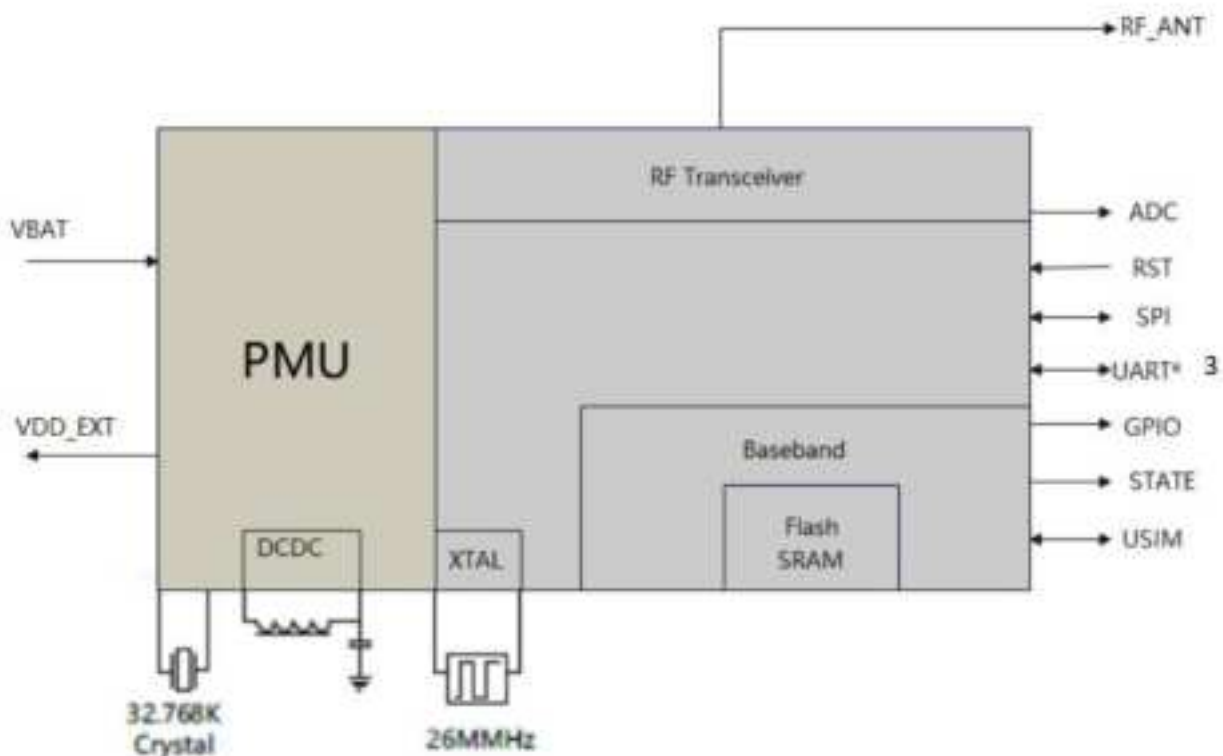 RF_ANT
RF Transceiver
ADC
VBAT
RST
SPI
PMU
UART* 3
VDD_EXT
GPIO
Baseband
STATE
Flash
SRAM
DCDC
XTAL
USIM
32.768K
Crystal
26MMHz